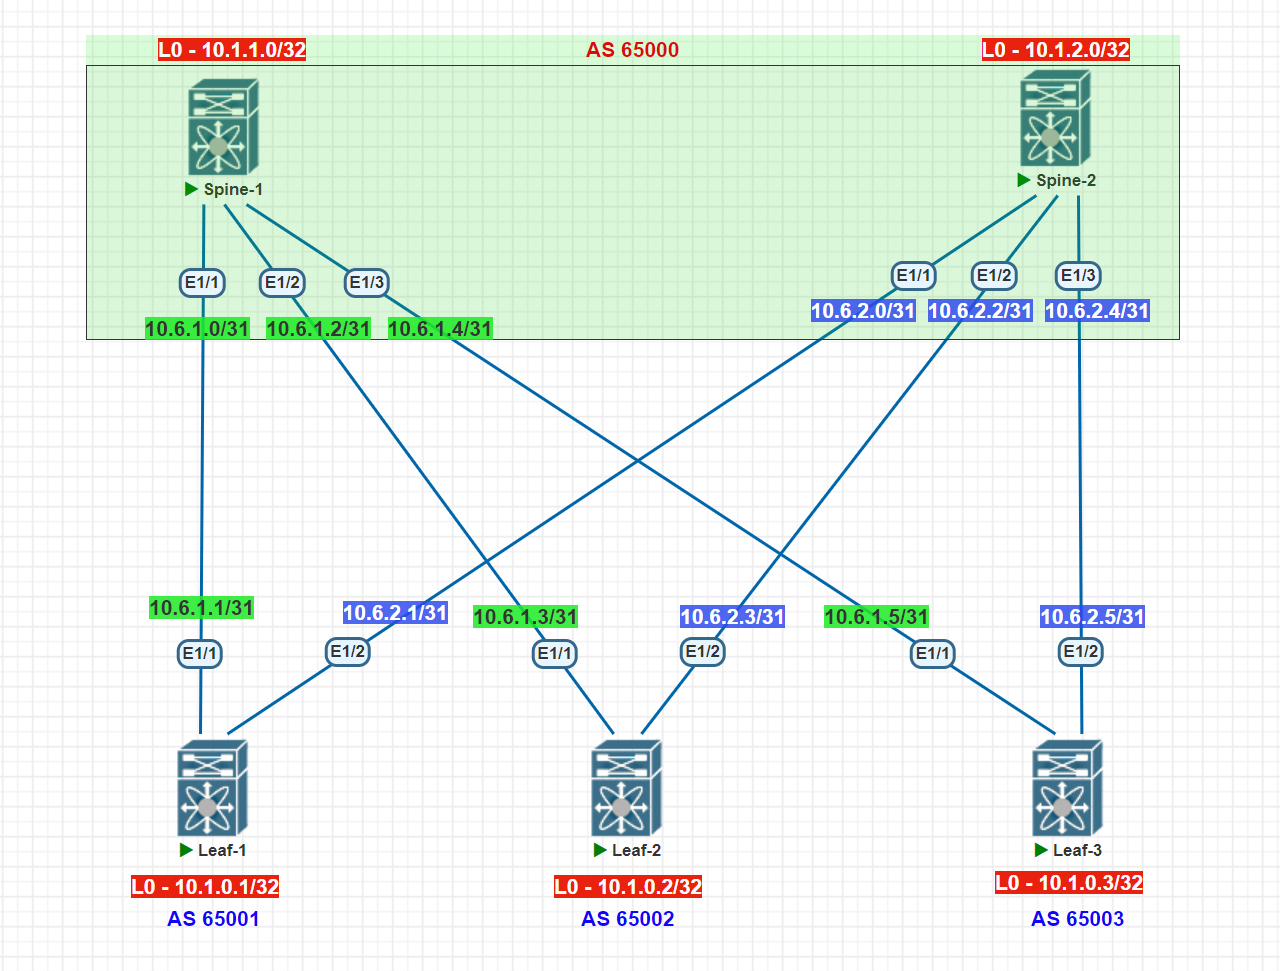 L0 - 10.1.1.0/32
AS 65000
L0 - 10.1.2.0/32
Spine-1
Spine-2
E1/1
E1/2
E1/3
E1/1
E1/2
E1/3
10.6.1.0/31
10.6.1.2/31
10.6.1.4/31
10.6.2.0/31
10.6.2.2/31
10.6.2.4/31
10.6.1.1/31
10.6.2.1/31
10.6.1.3/31
10.6.2.3/31
10.6.1.5/31
10.6.2.5/31
E1/1
E1/2
E1/1
E1/2
E1/1
E1/2
Leaf-1
Leaf-2
Leaf-3
L0 - 10.1.0.1/32
L0 - 10.1.0.2/32
L0 - 10.1.0.3/32
AS 65001
AS 65002
AS 65003